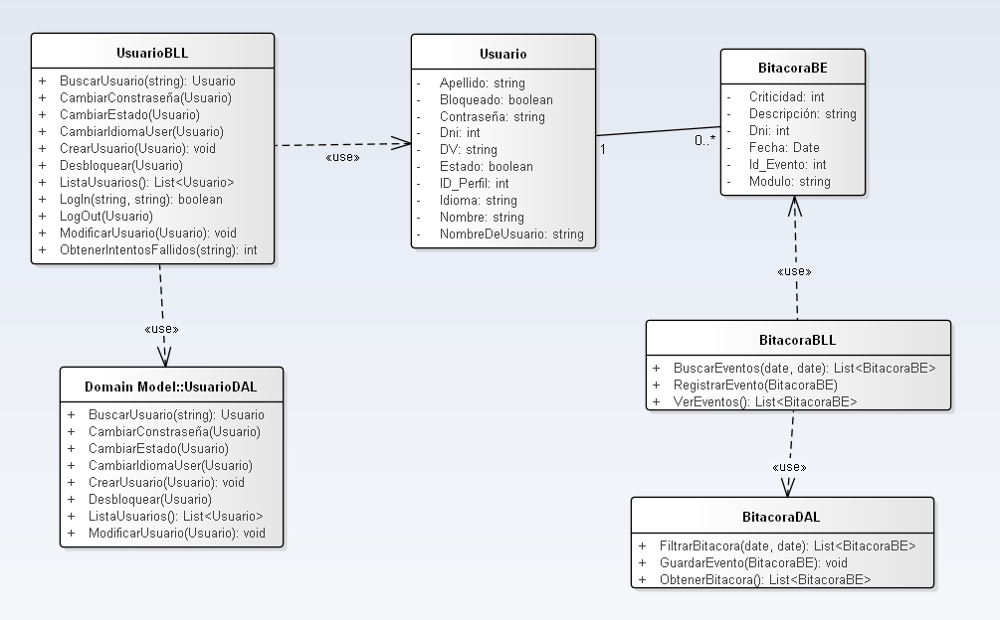 UsuarioBLL
+ BuscarUsuario(string): Usuario
+ CambiarConstraseña(Usuario)
+ CambiarEstado(Usuario)
+ CambiarIdiomaUser(Usuario)
+ CrearUsuario(Usuario): void
+ Desbloquear(Usuario)
+ ListaUsuarios(): List<Usuario>
+ LogIn(string, string): boolean
+ LogOut(Usuario)
+ ModificarUsuario(Usuario): void
+ ObtenerIntentosFallidos(string): int
«use»
Usuario
- Apellido: string
- Bloqueado: boolean
- Contraseña: string
- Dni: int
- DV: string
- Estado: boolean
- ID_Perfil: int
- Idioma: string
- Nombre: string
- NombreDeUsuario: string
1
0..*
BitacoraBE
- Criticidad: int
- Descripción: string
- Dni: int
- Fecha: Date
- Id_Evento: int
- Modulo: string
«use»
«use»
Domain Model::UsuarioDAL
+ BuscarUsuario(string): Usuario
+ CambiarConstraseña(Usuario)
+ CambiarEstado(Usuario)
+ CambiarIdiomaUser(Usuario)
+ CrearUsuario(Usuario): void
+ Desbloquear(Usuario)
+ ListaUsuarios(): List<Usuario>
+ ModificarUsuario(Usuario): void
BitacoraBLL
+ BuscarEventos(date, date): List<BitacoraBE>
+ RegistrarEvento(BitacoraBE)
+ VerEventos(): List<BitacoraBE>
«use»
BitacoraDAL
+ FiltrarBitacora(date, date): List<BitacoraBE>
+ GuardarEvento(BitacoraBE): void
+ ObtenerBitacora(): List<BitacoraBE>